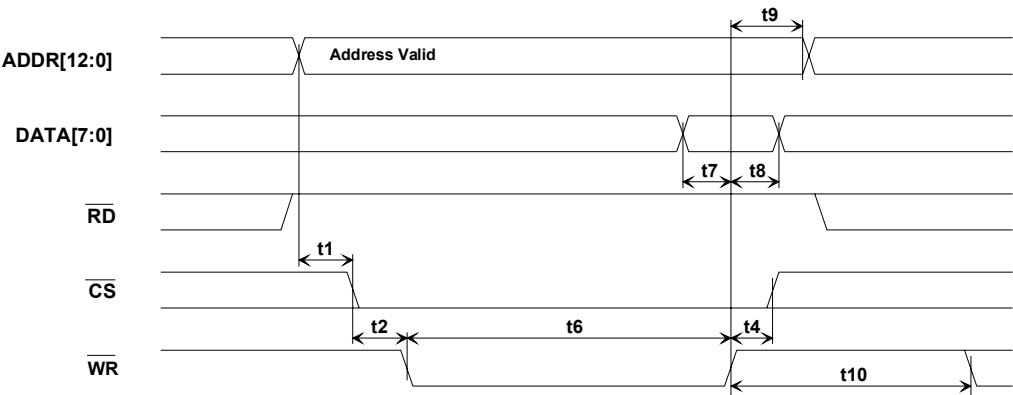 t9
ADDR[12:0]
Address Valid
DATA[7:0]
t7
t8
RD
t1
CS
t2
t6
t4
WR
t10